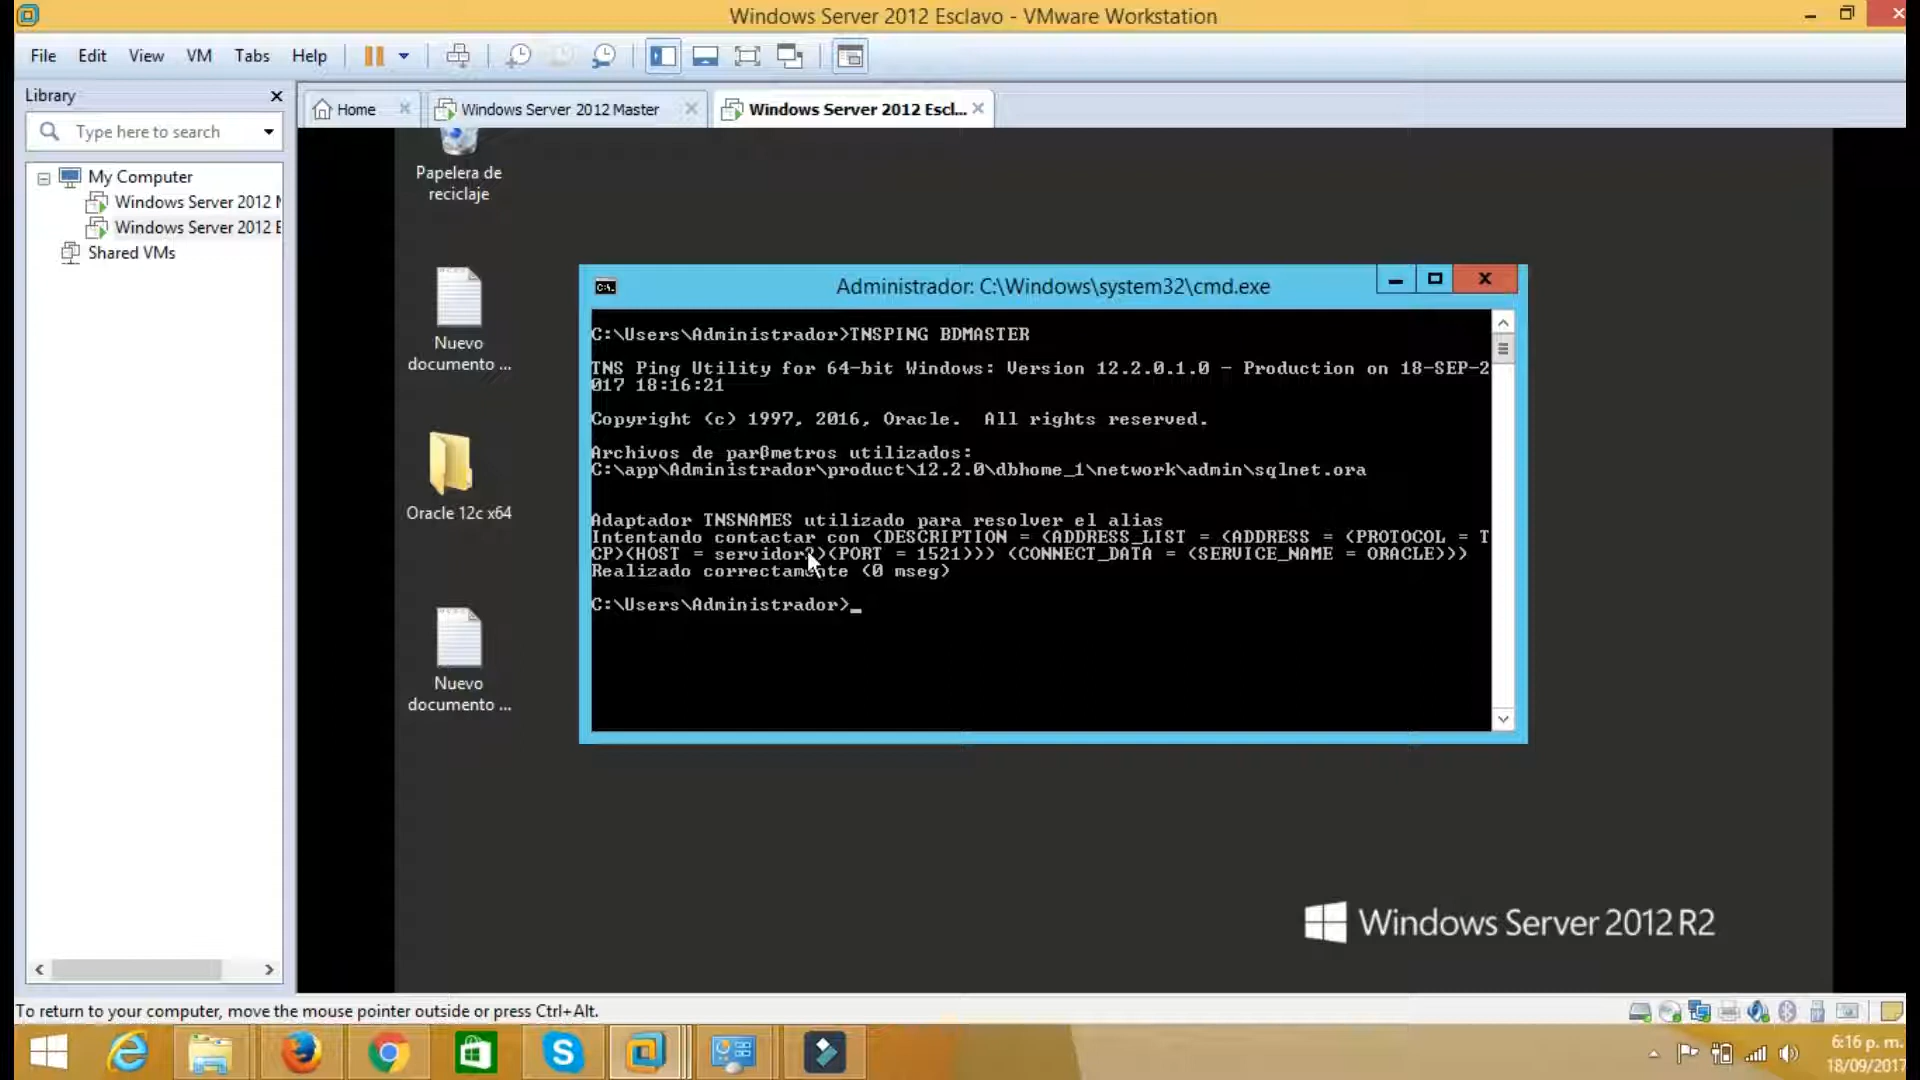 Windows Server 2012 Esclavo - VMware Workstation
File Edit View VM Tabs Help
Library
Type here to search
My Computer
Windows Server 2012 M
Windows Server 2012 E
Shared VMs
Home
Windows Server 2012 Master
Windows Server 2012 Escl...
Papelera de
reciclaje
Nuevo
documento ...
Oracle 12c x64
Nuevo
documento ...
Administrador: C:\Windows\system32\cmd.exe
C:\Users\Administrador>TNSPING BDMASTER
TNS Ping Utility for 64-bit Windows: Version 12.2.0.1.0 - Production on 18-SEP-2
017 18:16:21
Copyright (c) 1997, 2016, Oracle.  All rights reserved.
Archivos de parβmetros utilizados:
C:\app\Administrador\product\12.2.0\dbhome_1\network\admin\sqlnet.ora
Adaptador TNSNAMES utilizado para resolver el alias
Intentando contactar con (DESCRIPTION = (ADDRESS_LIST = (ADDRESS = (PROTOCOL = T
CP)(HOST = servidor2)(PORT = 1521))) (CONNECT_DATA = (SERVICE_NAME = ORACLE)))
Realizado correctamente (0 mseg)
C:\Users\Administrador>_
Windows Server 2012 R2
To return to your computer, move the mouse pointer outside or press Ctrl+Alt.
6:16 p. m.
18/09/2017